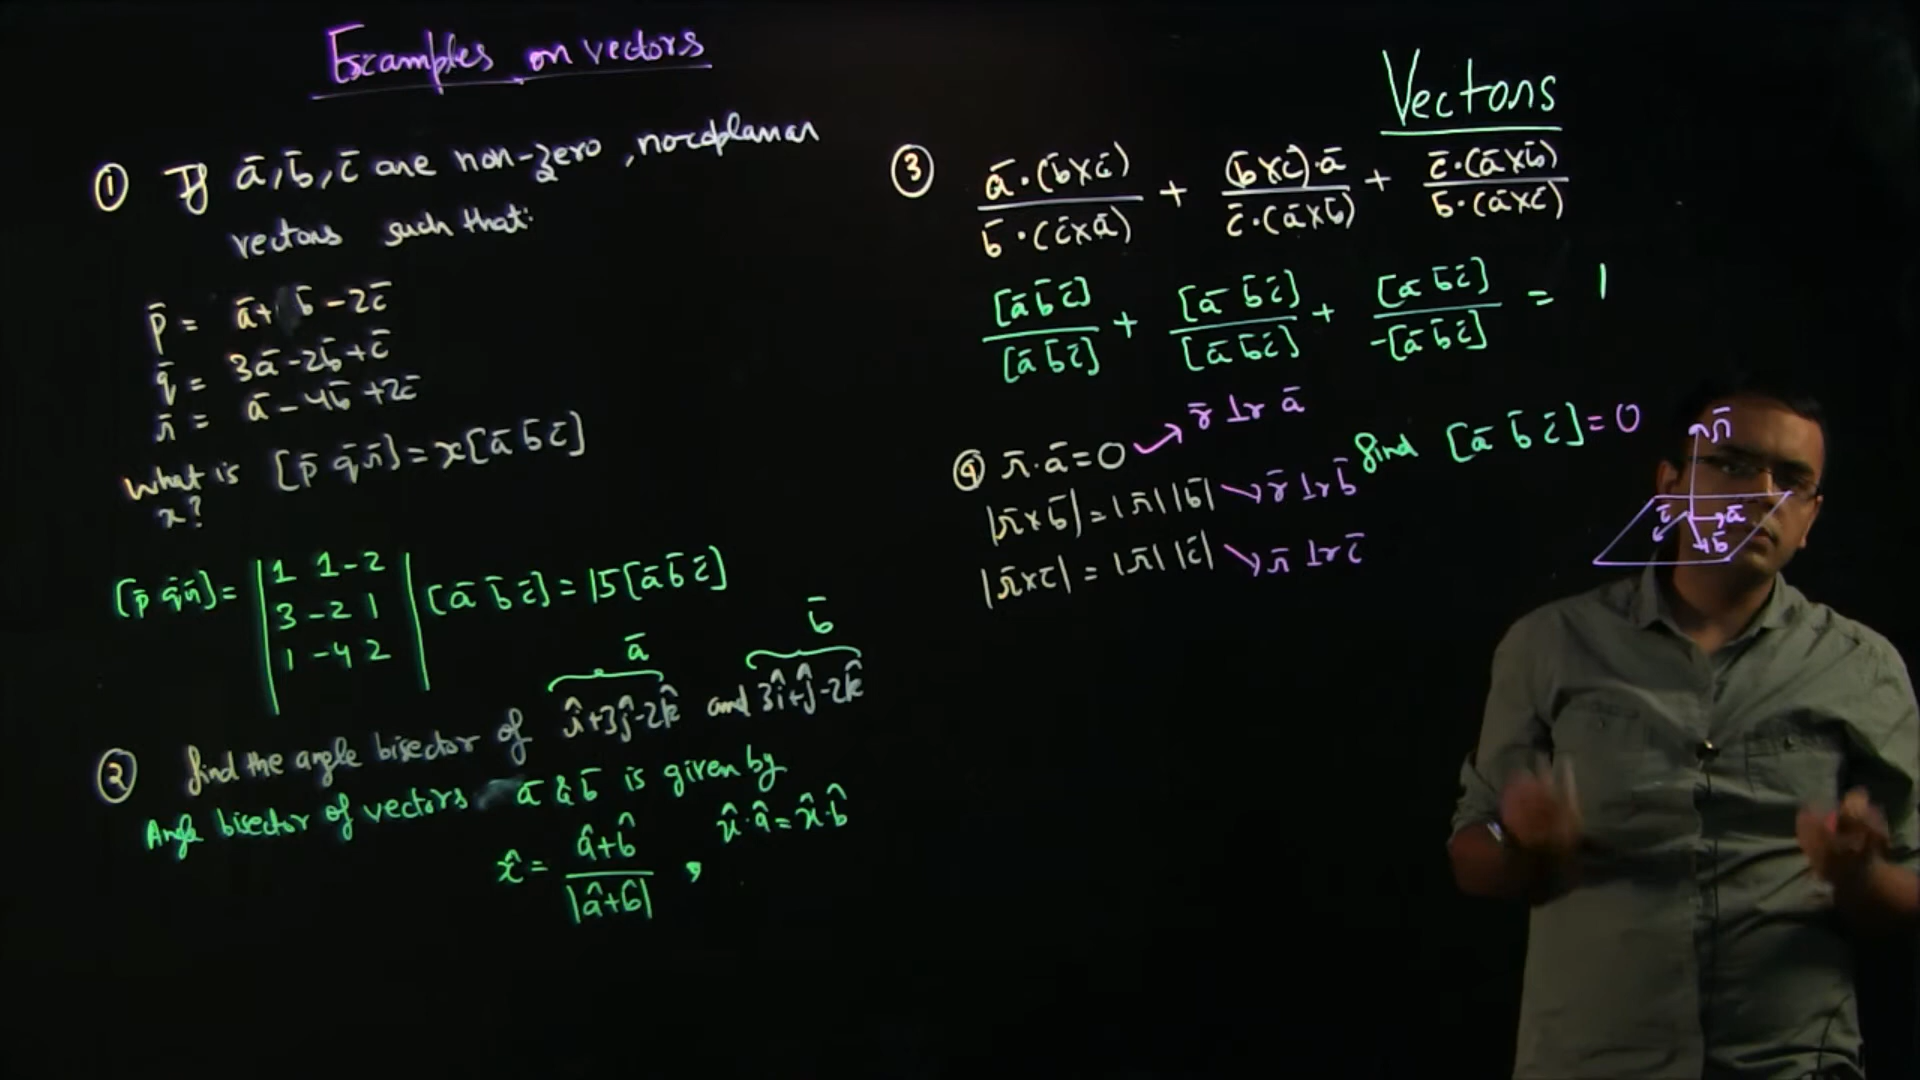 Examples on vectors
① If ā, b̄, c̄ are non-zero, nocoplanar
vectors such that:
p̄ = ā + b̄ - 2c̄
q̄ = 3ā - 2b̄ + c̄
r̄ = ā - 4b̄ + 2c̄
What is [p̄ q̄ r̄] = x[ā b̄ c̄]
x?
[p̄ q̄ r̄] = |1 1 -2| [ā b̄ c̄] = 15[ā b̄ c̄]
3 -2 1
1 -4 2
ā b̄
② find the angle bisector of î+3ĵ-2k̂ and 3î+ĵ-2k̂
Angle bisector of vectors ā & b̄ is given by
x̂ = (â+b̂)/|â+b̂| , x̂·â = x̂·b̂
Vectors
③ ā·(b̄×c̄)/b̄·(c̄×ā) + (b̄×c̄)·ā/c̄·(ā×b̄) + c̄·(ā×b̄)/b̄·(ā×c̄)
[ā b̄ c̄]/[ā b̄ c̄] + [ā b̄ c̄]/[ā b̄ c̄] + [ā b̄ c̄]/-[ā b̄ c̄] = 1
④ r̄·ā = 0 → r̄ ⊥r ā find [ā b̄ c̄] = 0
|r̄×b̄| = |r̄| |b̄| → r̄ ⊥r b̄
|r̄×c̄| = |r̄| |c̄| → r̄ ⊥r c̄
r̄
c̄ ā
b̄